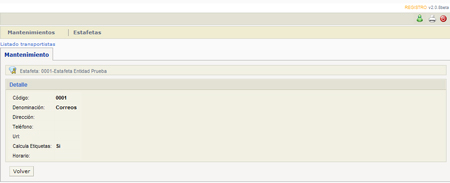 REGISTRO v2.0.Biena
Mantenimientos | Estafetas
Listado transportistas
Mantenimiento
Estafeta: 0001-Estafeta Entidad Prueba
Detalle
Código: 0001
Denominación: Correos
Dirección:
Teléfono:
Url:
Calcula Etiquetas: Si
Horario:
Volver